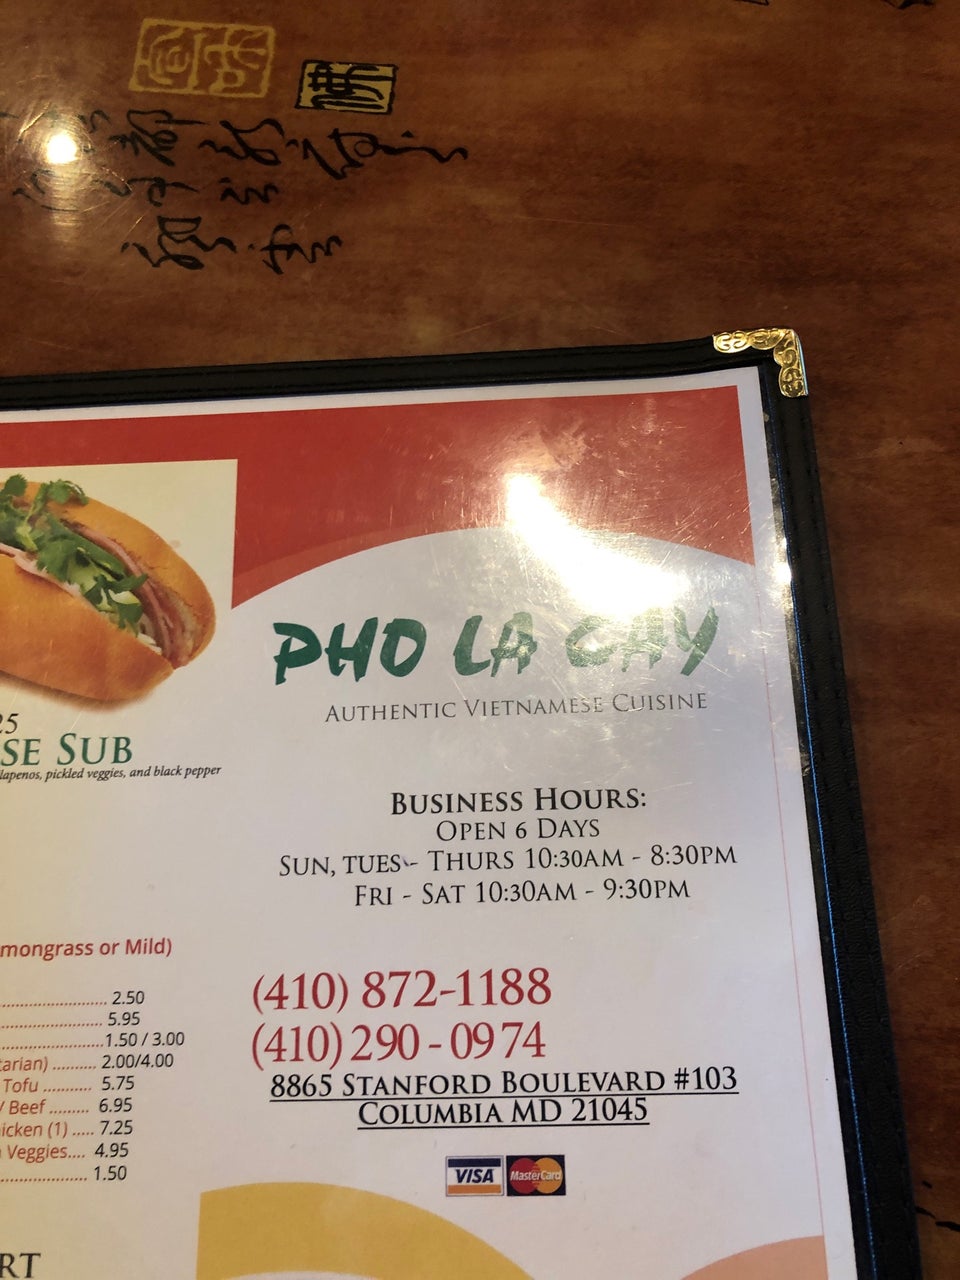 25
SE SUB
lapenos, pickled veggies, and black pepper
mongrass or Mild)
2.50
5.95
1.50 / 3.00
tarian) .......... 2.00/4.00
Tofu ........... 5.75
/ Beef ......... 6.95
icken (1) ..... 7.25
Veggies.... 4.95
1.50
RT
PHO LA CAY
AUTHENTIC VIETNAMESE CUISINE
BUSINESS HOURS:
OPEN 6 DAYS
SUN, TUES - THURS 10:30AM - 8:30PM
FRI - SAT 10:30AM - 9:30PM
(410) 872-1188
(410) 290 - 0974
8865 STANFORD BOULEVARD #103
COLUMBIA MD 21045
VISA MasterCard